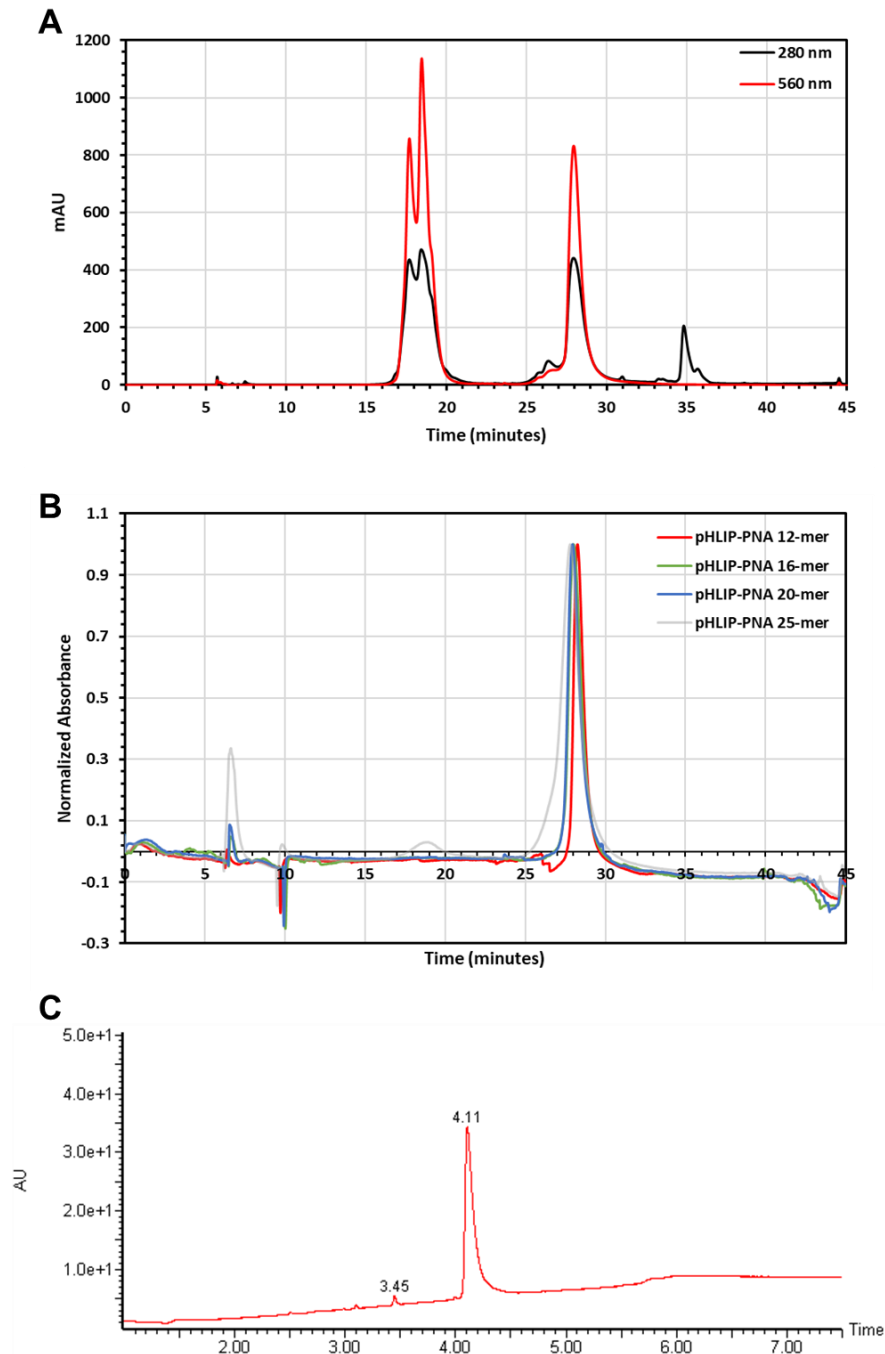 A
1200
1000
800
600
400
200
0
mAU
280 nm
560 nm
0 5 10 15 20 25 30 35 40 45
Time (minutes)
B
1.1
0.9
0.7
0.5
0.3
0.1
-0.1
-0.3
Normalized Absorbance
pHLIP-PNA 12-mer
pHLIP-PNA 16-mer
pHLIP-PNA 20-mer
pHLIP-PNA 25-mer
0 5 10 15 20 25 30 35 40 45
Time (minutes)
C
5.0e+1
4.0e+1
3.0e+1
2.0e+1
1.0e+1
AU
4.11
3.45
2.00 3.00 4.00 5.00 6.00 7.00
Time